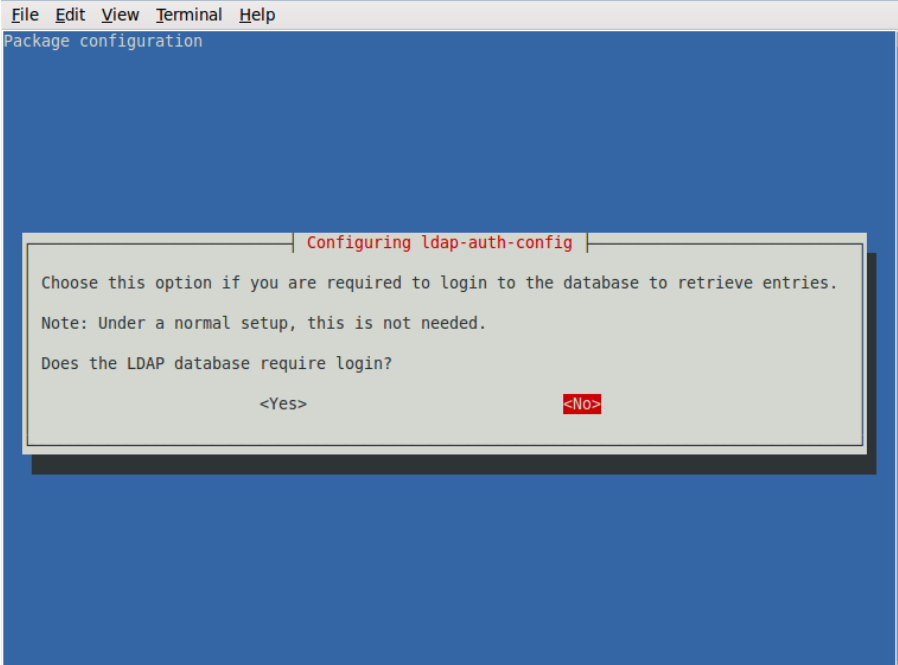 File Edit View Terminal Help
Package configuration
Configuring ldap-auth-config
Choose this option if you are required to login to the database to retrieve entries.
Note: Under a normal setup, this is not needed.
Does the LDAP database require login?
<Yes> <No>